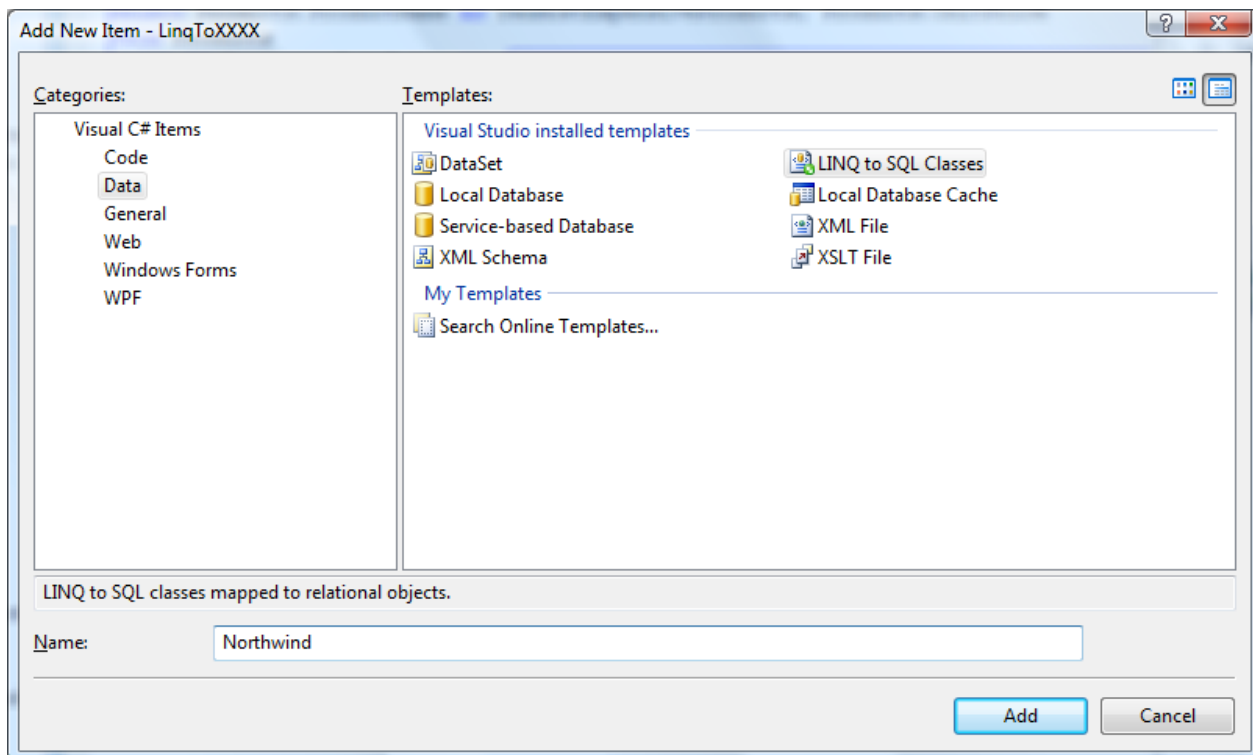 Add New Item - LinqToXXXX
Categories:
Templates:
Visual C# Items
Code
Data
General
Web
Windows Forms
WPF
Visual Studio installed templates
DataSet
LINQ to SQL Classes
Local Database
Local Database Cache
Service-based Database
XML File
XML Schema
XSLT File
My Templates
Search Online Templates...
LINQ to SQL classes mapped to relational objects.
Name:
Northwind
Add
Cancel